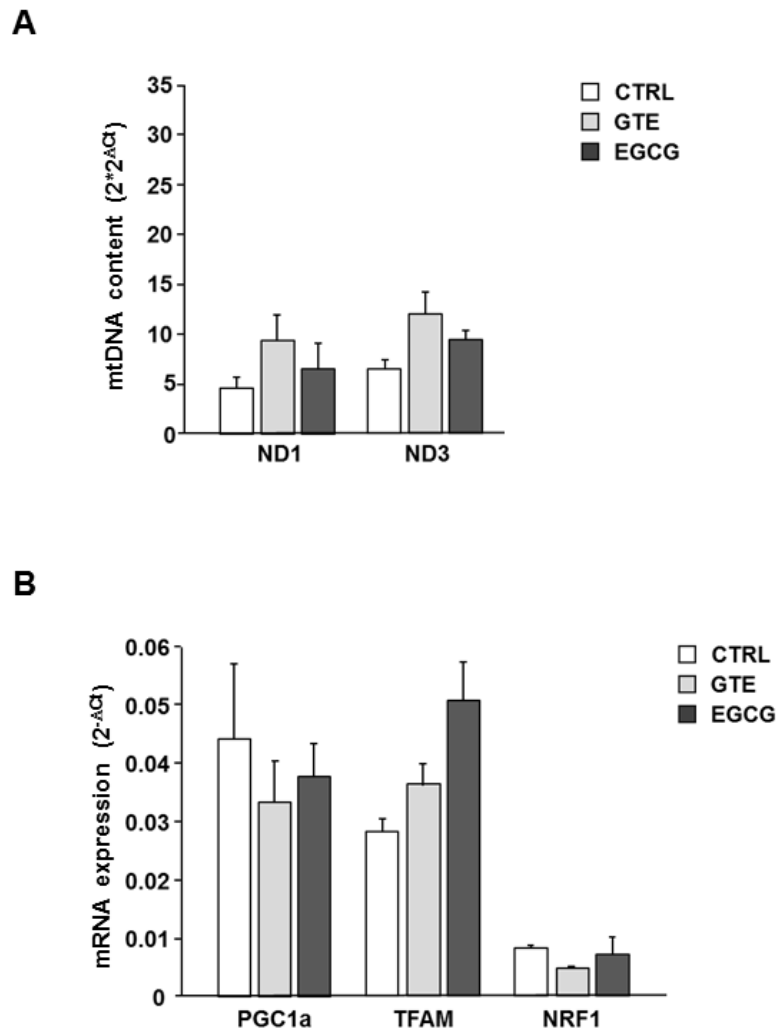 A
mtDNA content (2*2^ΔCt)
35
30
25
20
15
10
5
0
ND1 ND3
CTRL
GTE
EGCG
B
mRNA expression (2^-ΔCt)
0.06
0.05
0.04
0.03
0.02
0.01
0
PGC1a TFAM NRF1
CTRL
GTE
EGCG